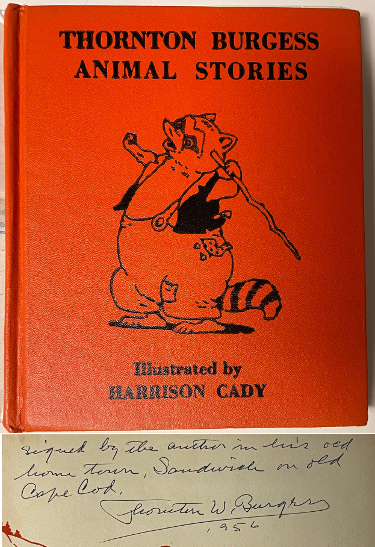 THORNTON BURGESS
ANIMAL STORIES
Illustrated by
HARRISON CADY
signed by the author in his old
home town, Sandwich on old
Cape Cod.
Thornton W. Burgess
1956